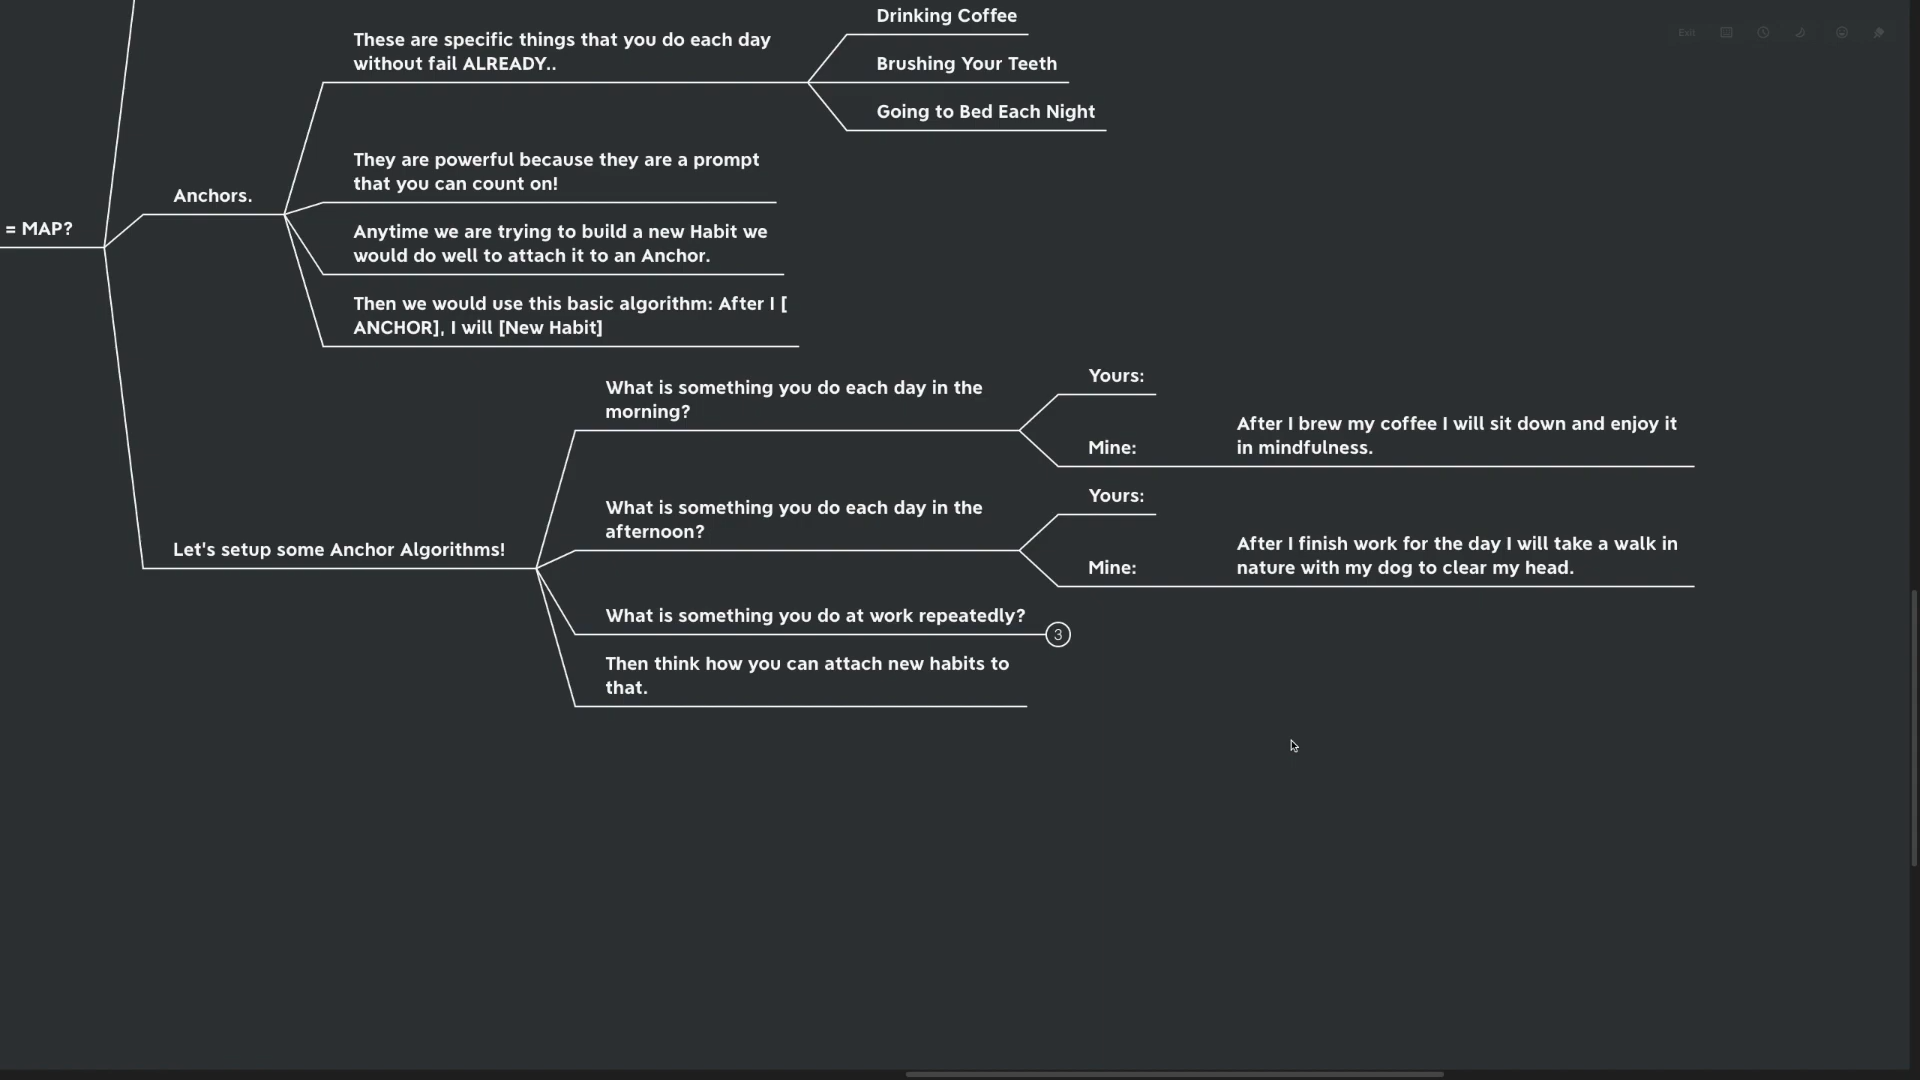 Exit
= MAP?
Anchors.
These are specific things that you do each day
without fail ALREADY..
Drinking Coffee
Brushing Your Teeth
Going to Bed Each Night
They are powerful because they are a prompt
that you can count on!
Anytime we are trying to build a new Habit we
would do well to attach it to an Anchor.
Then we would use this basic algorithm: After I [
ANCHOR], I will [New Habit]
Let's setup some Anchor Algorithms!
What is something you do each day in the
morning?
Yours:
Mine:
After I brew my coffee I will sit down and enjoy it
in mindfulness.
What is something you do each day in the
afternoon?
Yours:
Mine:
After I finish work for the day I will take a walk in
nature with my dog to clear my head.
What is something you do at work repeatedly?
3
Then think how you can attach new habits to
that.